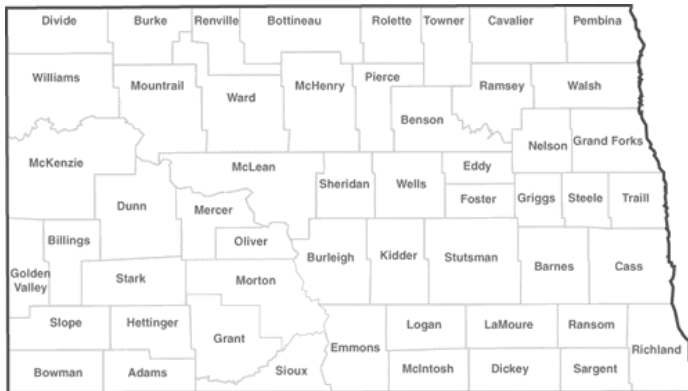 Divide
Burke
Renville
Bottineau
Rolette
Towner
Cavalier
Pembina
Williams
Mountrail
Ward
McHenry
Pierce
Benson
Ramsey
Walsh
McKenzie
McLean
Sheridan
Wells
Eddy
Nelson
Grand Forks
Dunn
Mercer
Foster
Griggs
Steele
Traill
Billings
Oliver
Burleigh
Kidder
Stutsman
Barnes
Cass
Golden
Valley
Stark
Morton
Slope
Hettinger
Grant
Emmons
Logan
LaMoure
Ransom
Richland
Bowman
Adams
Sioux
McIntosh
Dickey
Sargent